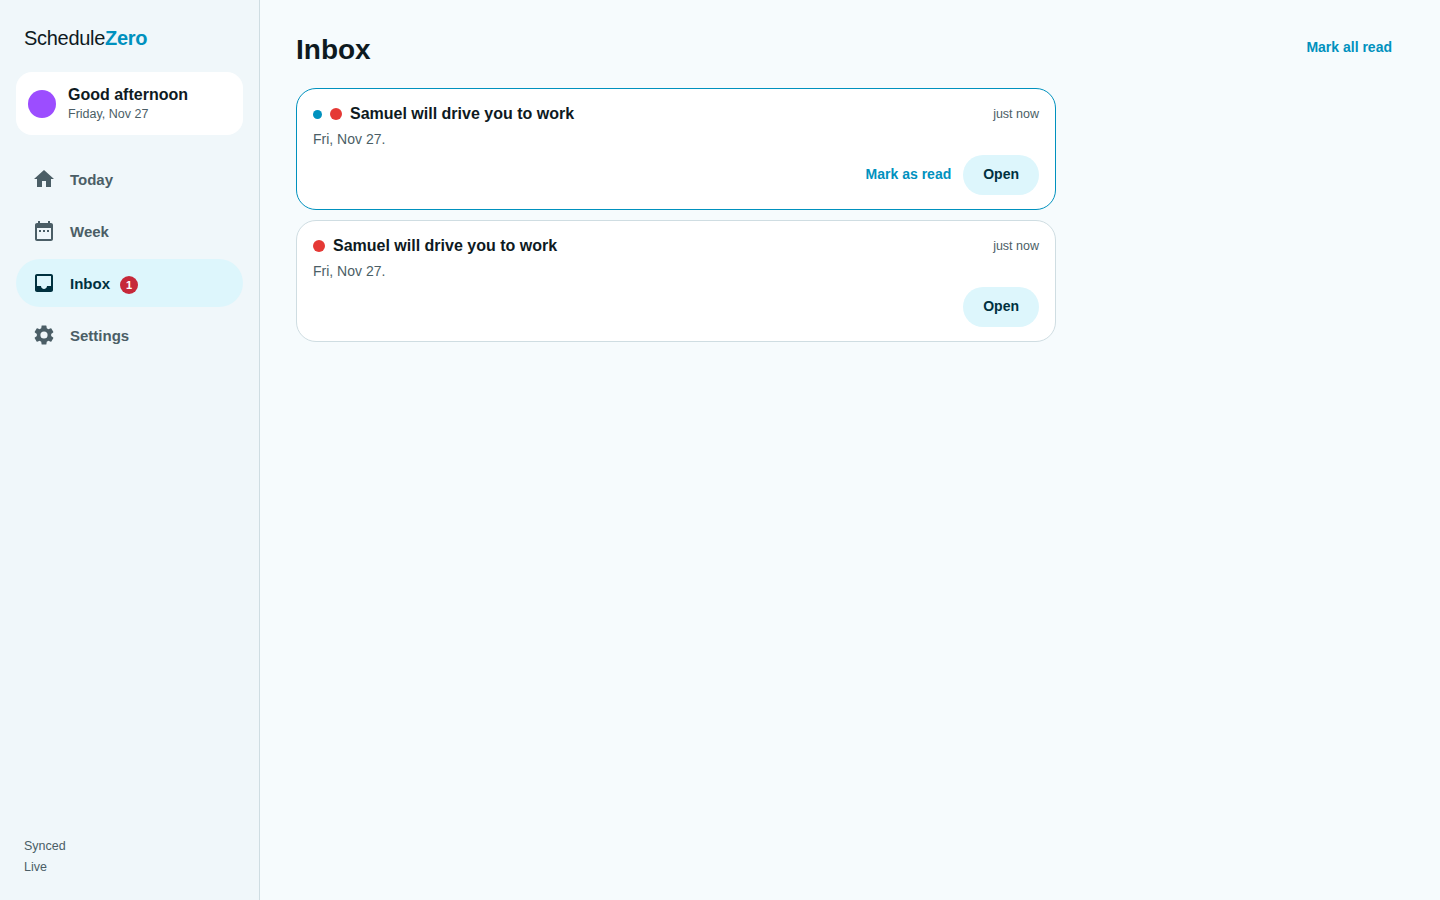 ScheduleZero
Good afternoon
Friday, Nov 27
Today
Week
Inbox 1
Settings
Synced
Live
Inbox
Mark all read
Samuel will drive you to work just now
Fri, Nov 27.
Mark as read Open
Samuel will drive you to work just now
Fri, Nov 27.
Open